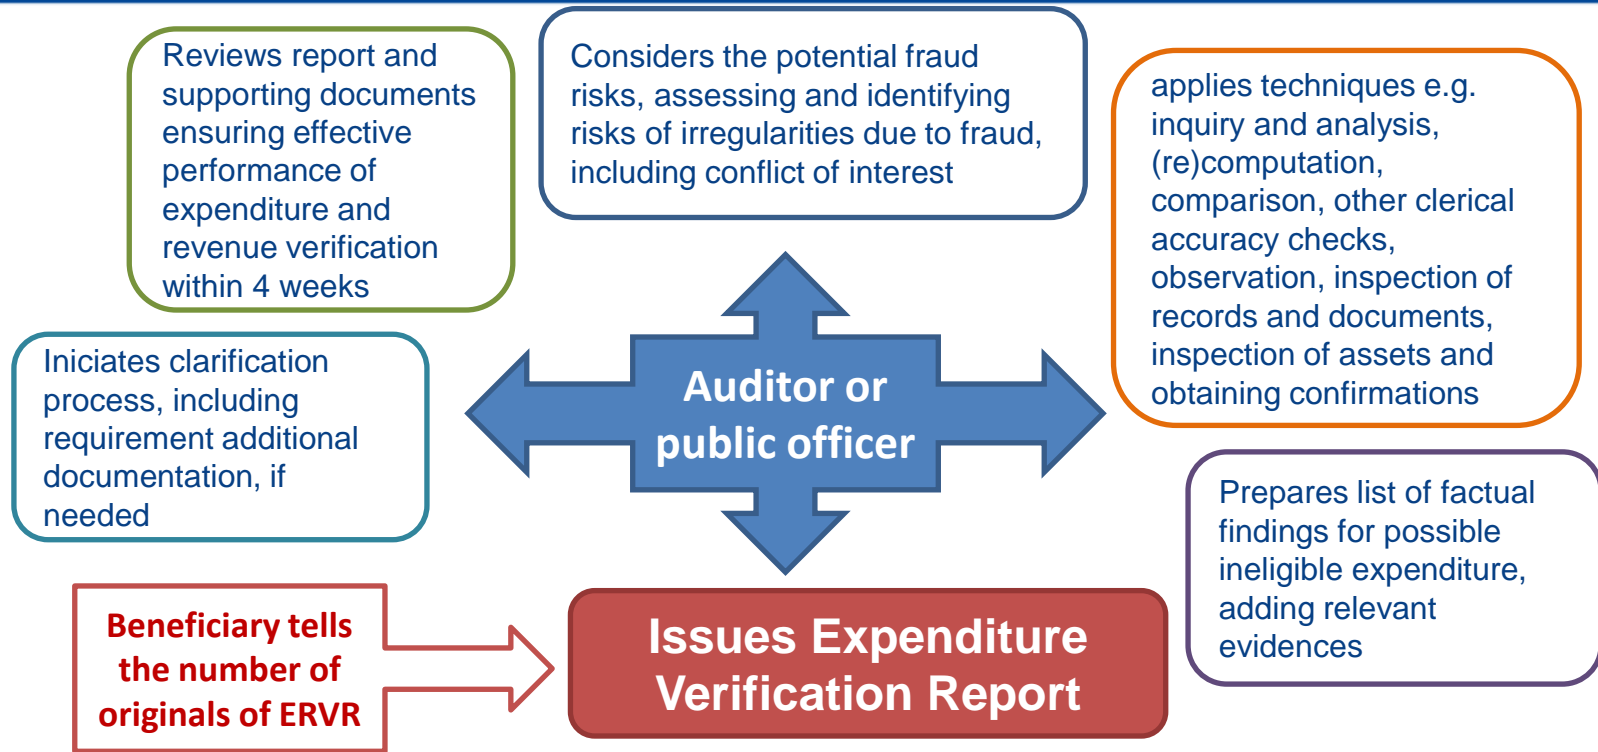 Reviews report and
supporting documents
ensuring effective
performance of
expenditure and
revenue verification
within 4 weeks
Considers the potential fraud
risks, assessing and identifying
risks of irregularities due to fraud,
including conflict of interest
applies techniques e.g.
inquiry and analysis,
(re)computation,
comparison, other clerical
accuracy checks,
observation, inspection of
records and documents,
inspection of assets and
obtaining confirmations
Iniciates clarification
process, including
requirement additional
documentation, if
needed
Auditor or
public officer
Prepares list of factual
findings for possible
ineligible expenditure,
adding relevant
evidences
Beneficiary tells
the number of
originals of ERVR
Issues Expenditure
Verification Report